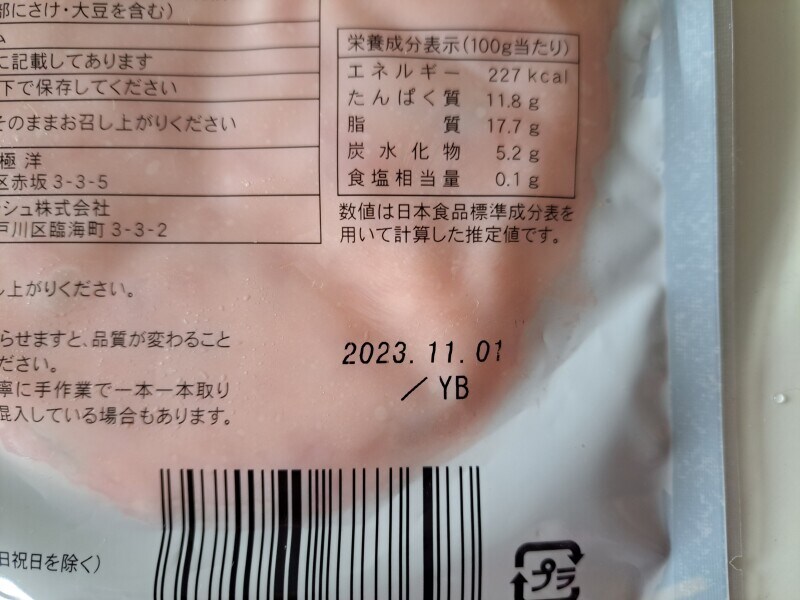 部にさけ・大豆を含む)
ム
に記載してあります
下で保存してください
そのままお召し上がりください
極 洋
区赤坂 3-3-5
シュ株式会社
戸川区臨海町 3-3-2
栄養成分表示(100g当たり)
エネルギー 227 kcal
たんぱく質 11.8 g
脂質 17.7 g
炭水化物 5.2 g
食塩相当量 0.1 g
数値は日本食品標準成分表を
用いて計算した推定値です。
し上がりください。
らせますと、品質が変わること
ださい。
寧に手作業で一本一本取り
混入している場合もあります。
2023.11.01
/ YB
日祝日を除く)
プラ